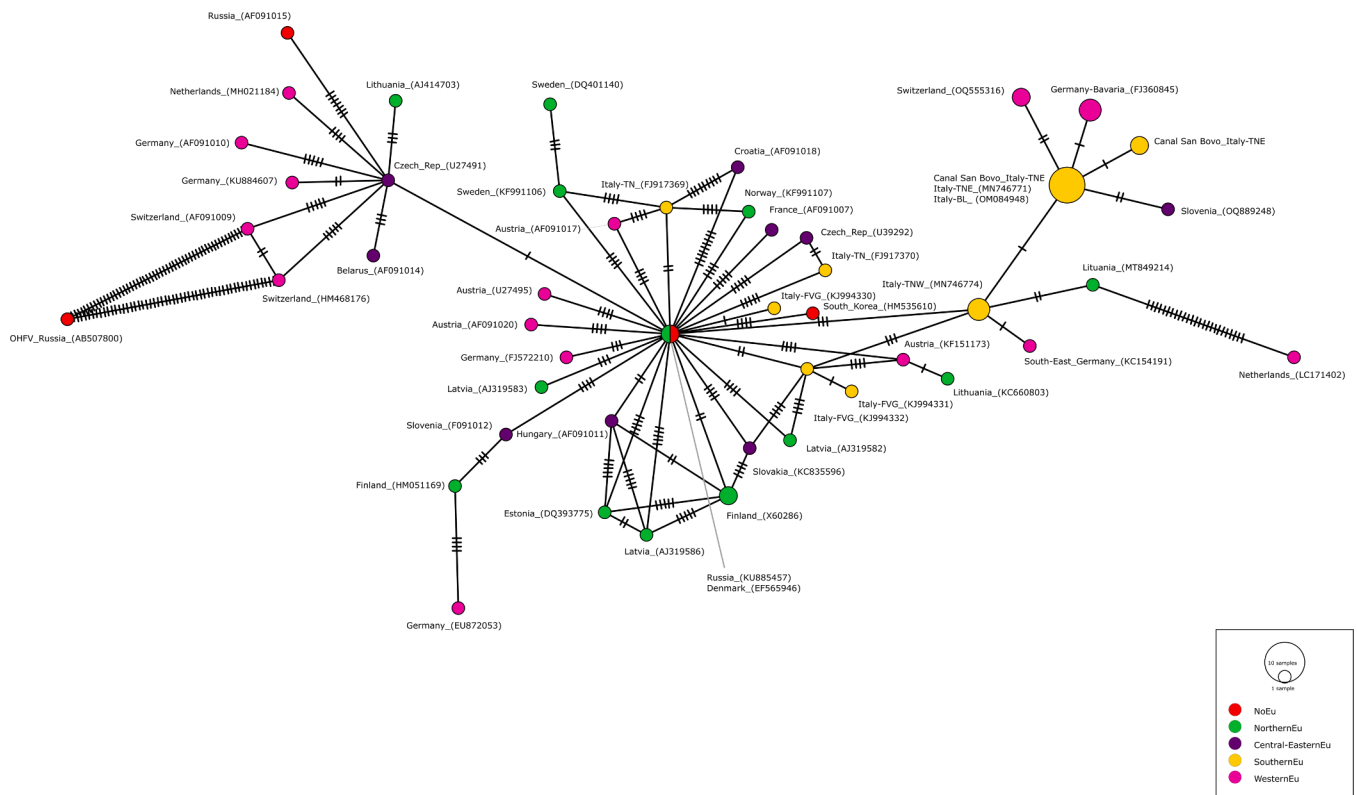 Russia_(AF091015)
Netherlands_(MH021184)
Lithuania_(AJ414703)
Sweden_(DQ401140)
Switzerland_(OQ555316)
Germany-Bavaria_(FJ360845)
Germany_(AF091010)
Canal San Bovo_Italy-TNE
Croatia_(AF091018)
Czech_Rep_(U27491)
Germany_(KU884607)
Italy-TN_(FJ917369)
Sweden_(KF991106)
Norway_(KF991107)
Canal San Bovo_Italy-TNE
Italy-TNE_(MN746771)
Italy-BL_(OM084948)
France_(AF091007)
Switzerland_(AF091009)
Austria_(AF091017)
Czech_Rep_(U39292)
Slovenia_(OQ889248)
Italy-TN_(FJ917370)
Belarus_(AF091014)
Lituania_(MT849214)
Italy-TNW_(MN746774)
Switzerland_(HM468176)
Austria_(U27495)
Italy-FVG_(KJ994330)
South_Korea_(HM535610)
Austria_(AF091020)
OHFV_Russia_(AB507800)
Austria_(KF151173)
Germany_(FJ572210)
South-East_Germany_(KC154191)
Netherlands_(LC171402)
Latvia_(AJ319583)
Lithuania_(KC660803)
Italy-FVG_(KJ994331)
Italy-FVG_(KJ994332)
Slovenia_(F091012)
Hungary_(AF091011)
Latvia_(AJ319582)
Slovakia_(KC835596)
Finland_(HM051169)
Estonia_(DQ393775)
Finland_(X60286)
Latvia_(AJ319586)
Russia_(KU885457)
Denmark_(EF565946)
Germany_(EU872053)
10 samples
1 sample
NoEu
NorthernEu
Central-EasternEu
SouthernEu
WesternEu